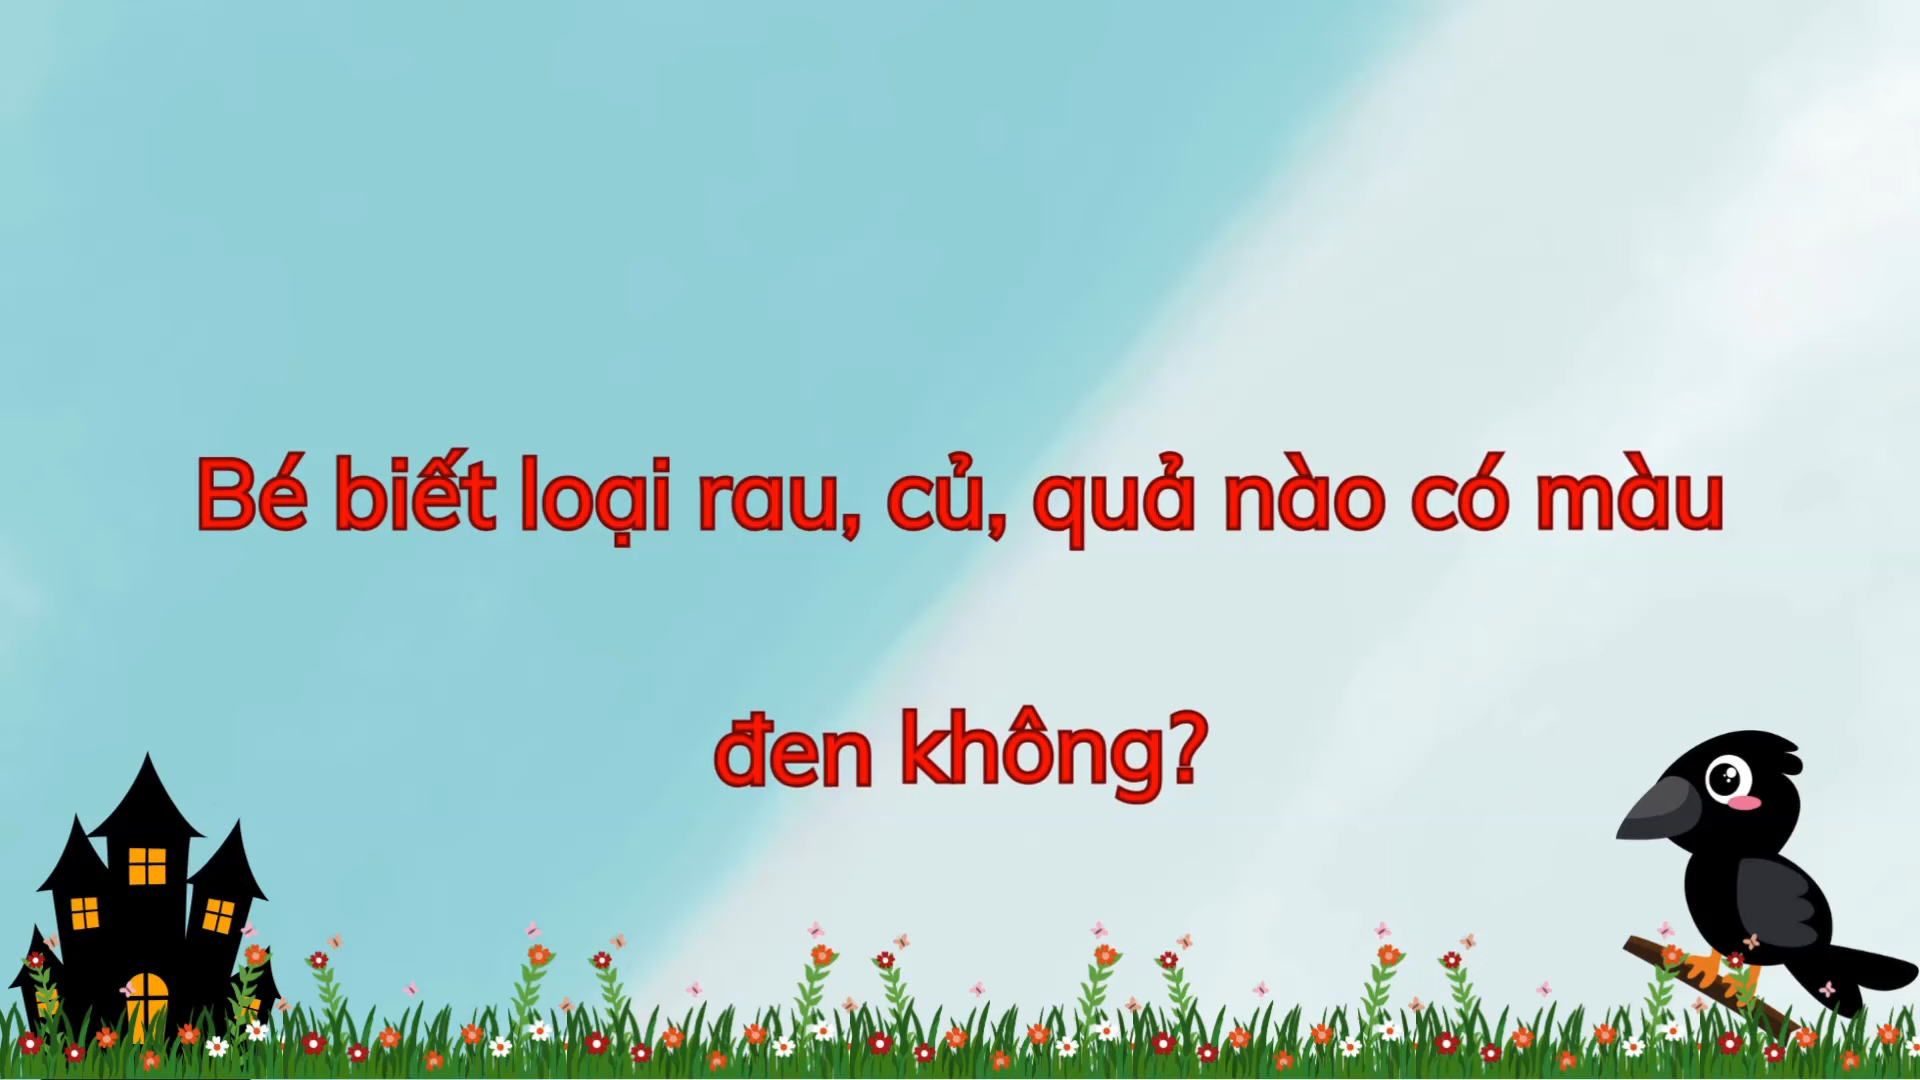 Bé biết loại rau, củ, quả nào có màu
đen không?